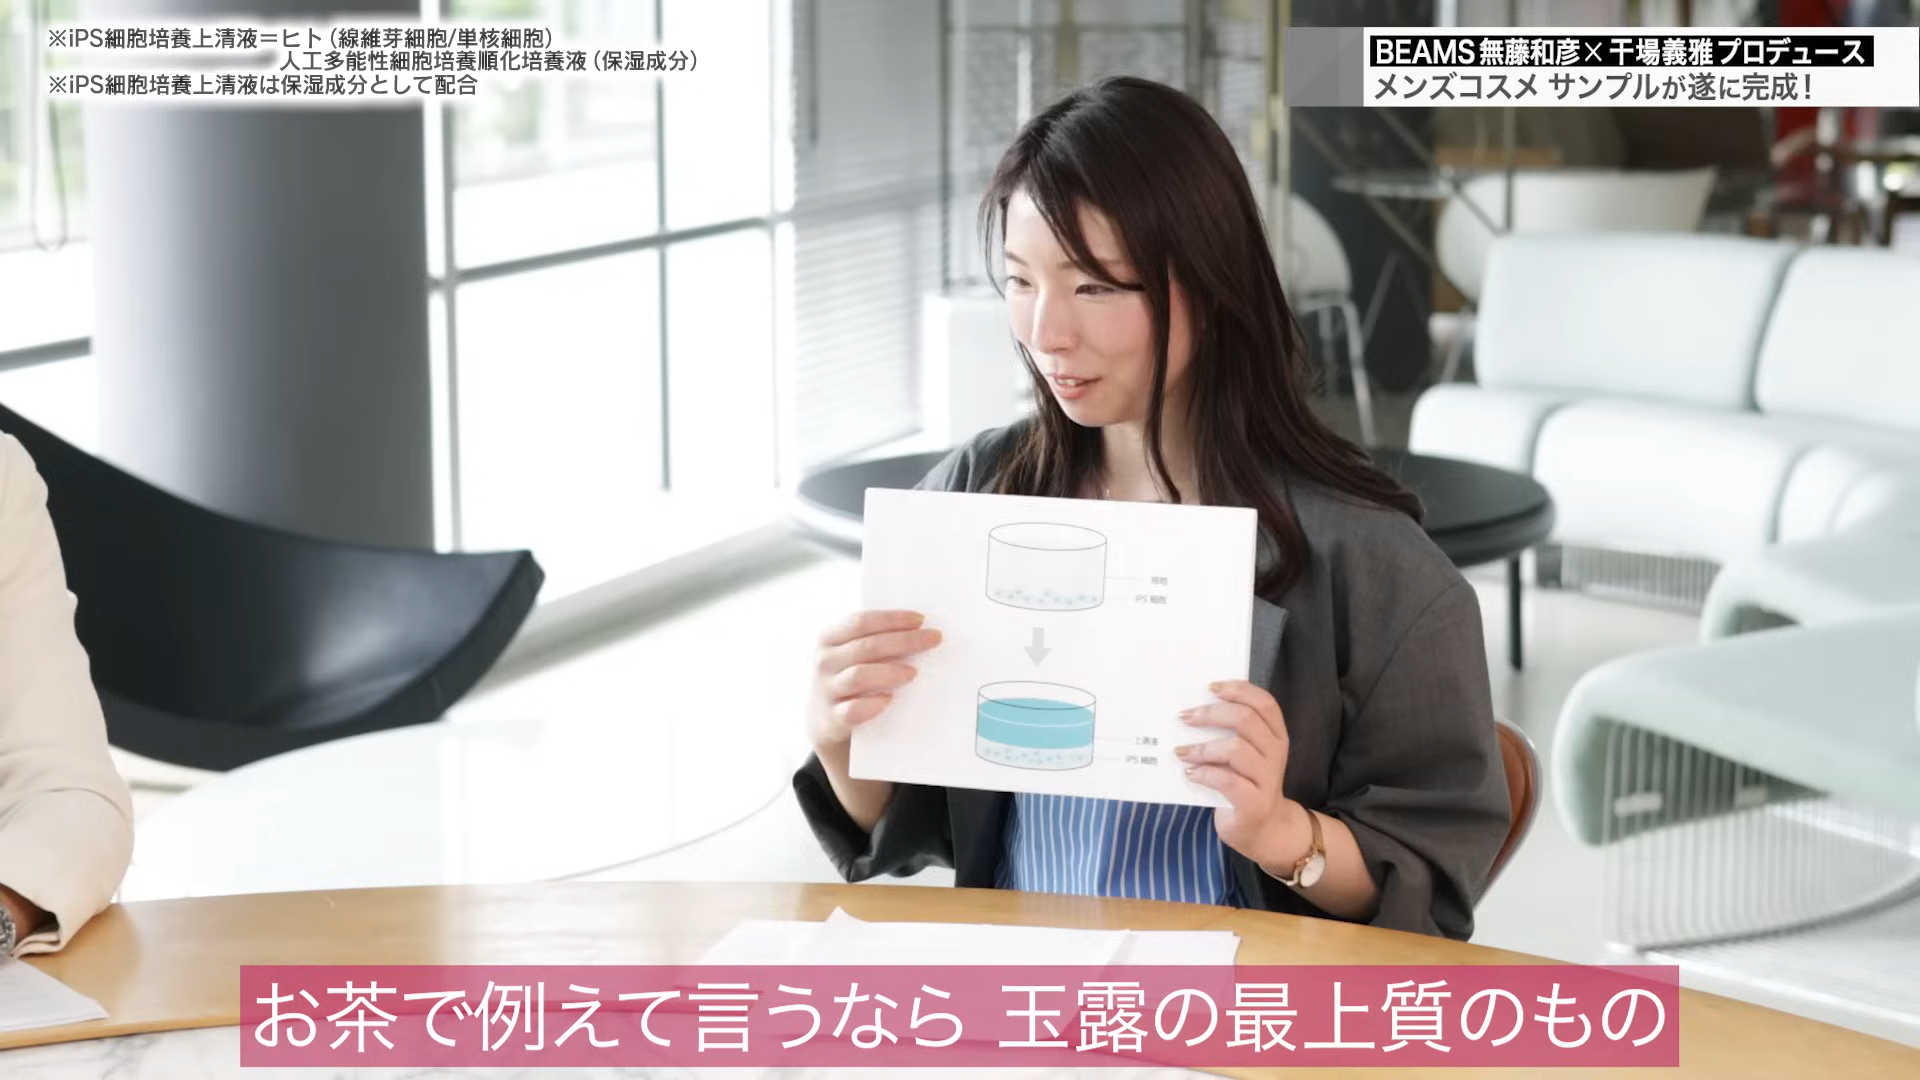 ※iPS細胞培養上清液＝ヒト（線維芽細胞/単核細胞）
人工多能性細胞培養順化培養液（保湿成分）
※iPS細胞培養上清液は保湿成分として配合
BEAMS無藤和彦×干場義雅プロデュース
メンズコスメ サンプルが遂に完成！
培地
iPS 細胞
上清液
iPS 細胞
お茶で例えて言うなら 玉露の最上質のもの